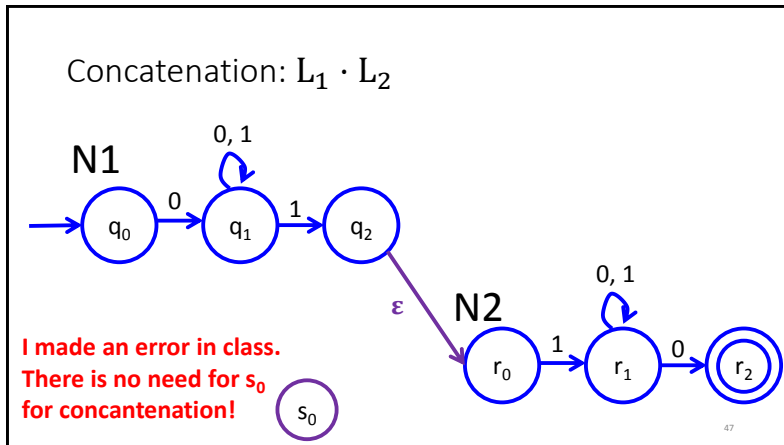 Concatenation: L₁ · L₂
0, 1
N1
0
1
q₀
q₁
q₂
0, 1
ε
N2
1
0
r₀
r₁
r₂
I made an error in class.
There is no need for s₀
for concantenation!
s₀
47